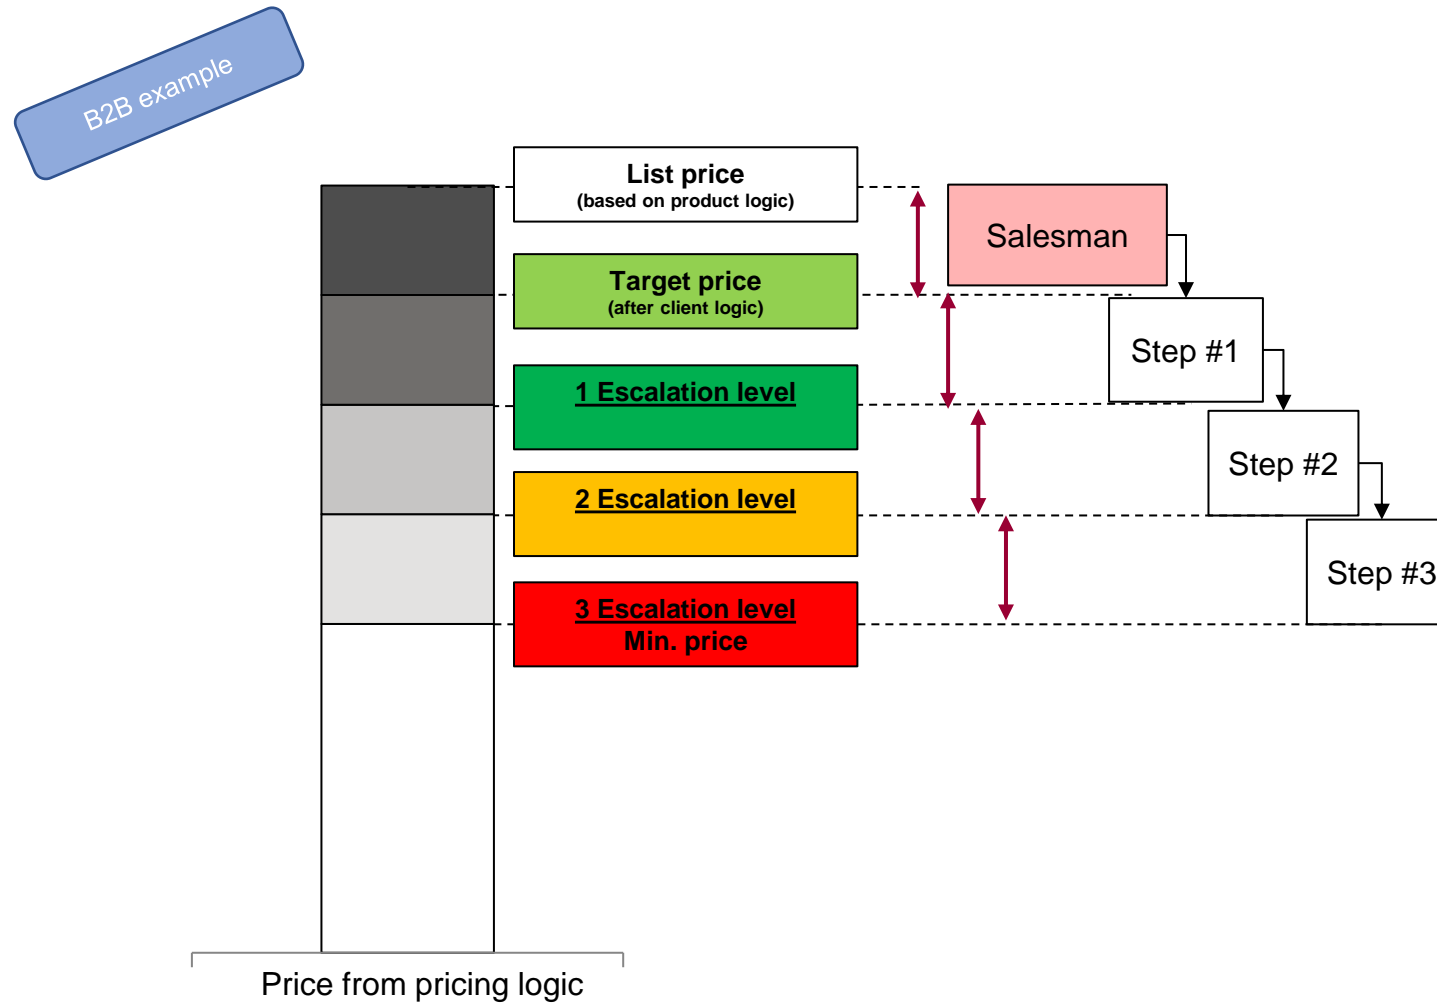 B2B example
List price
(based on product logic)
Salesman
Target price
(after client logic)
Step #1
1 Escalation level
Step #2
2 Escalation level
Step #3
3 Escalation level
Min. price
Price from pricing logic